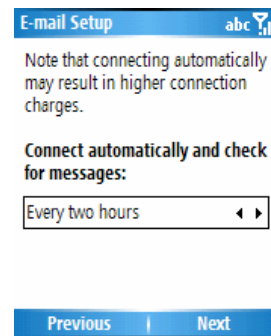 E-mail Setup abc
Note that connecting automatically
may result in higher connection
charges.
Connect automatically and check
for messages:
Every two hours
Previous Next